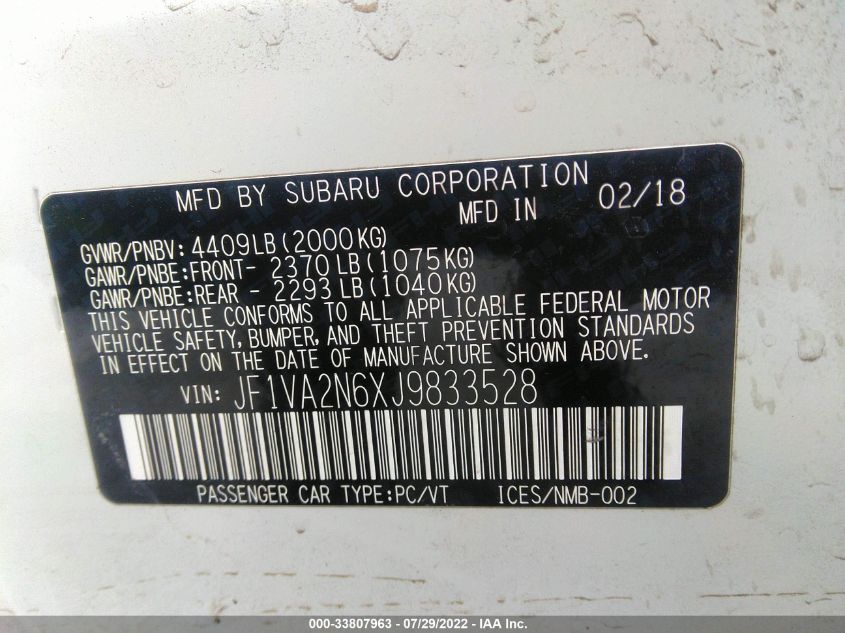 MFD BY SUBARU CORPORATION
MFD IN 02/18
GVWR/PNBV: 4409LB(2000KG)
GAWR/PNBE:FRONT- 2370 LB(1075KG)
GAWR/PNBE:REAR - 2293 LB(1040KG)
THIS VEHICLE CONFORMS TO ALL APPLICABLE FEDERAL MOTOR
VEHICLE SAFETY, BUMPER, AND THEFT PREVENTION STANDARDS
IN EFFECT ON THE DATE OF MANUFACTURE SHOWN ABOVE.
VIN: JF1VA2N6XJ9833528
PASSENGER CAR TYPE:PC/VT ICES/NMB-002
000-33807963 - 07/29/2022 - IAA Inc.